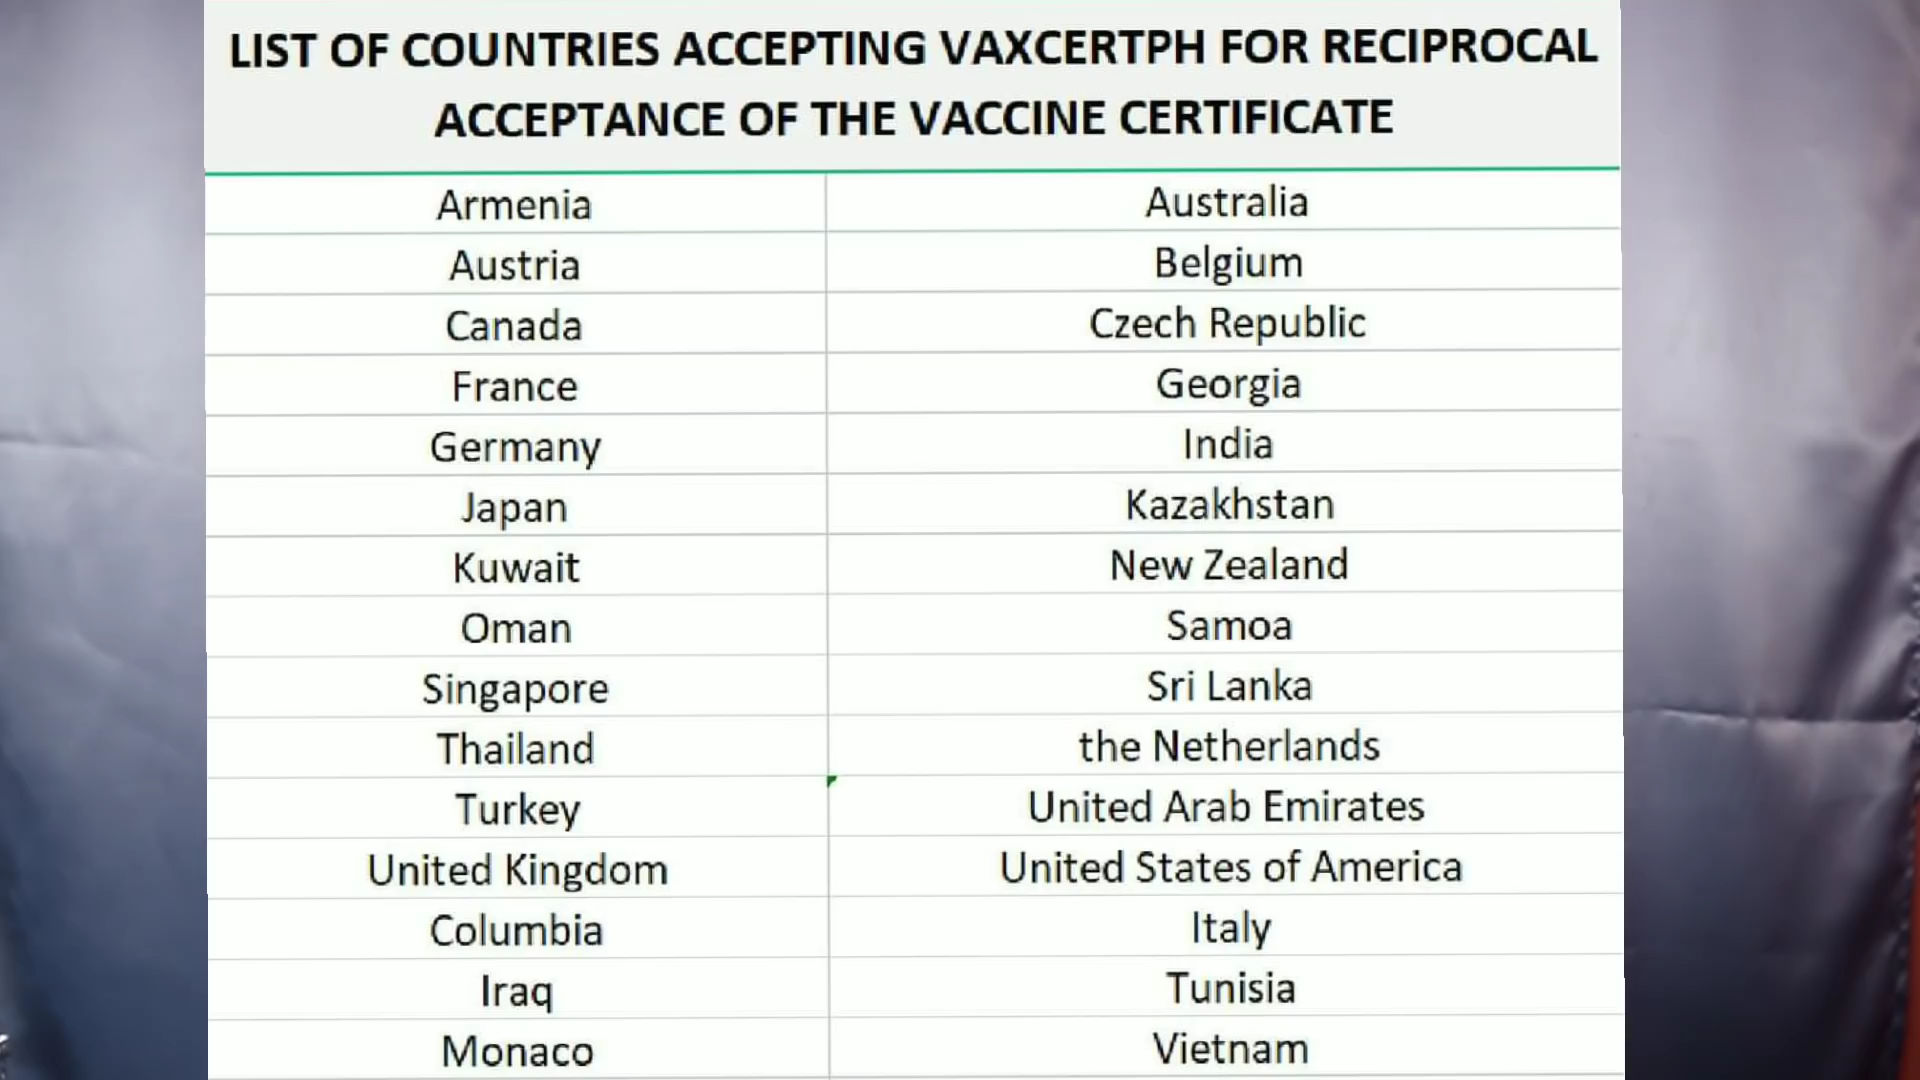 LIST OF COUNTRIES ACCEPTING VAXCERTPH FOR RECIPROCAL
ACCEPTANCE OF THE VACCINE CERTIFICATE
Armenia Australia
Austria Belgium
Canada Czech Republic
France Georgia
Germany India
Japan Kazakhstan
Kuwait New Zealand
Oman Samoa
Singapore Sri Lanka
Thailand the Netherlands
Turkey United Arab Emirates
United Kingdom United States of America
Columbia Italy
Iraq Tunisia
Monaco Vietnam